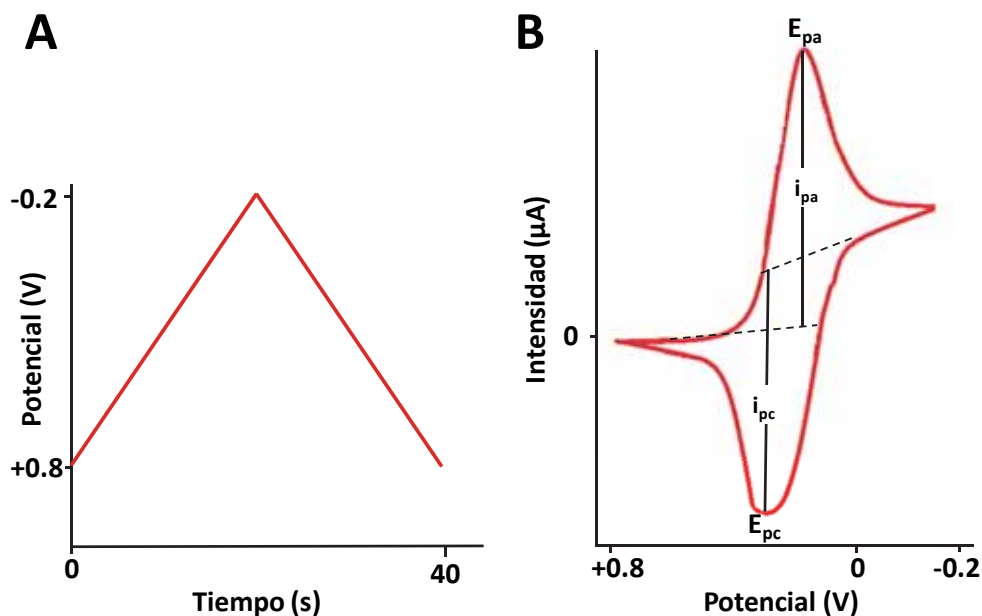 A
-0.2
Potencial (V)
+0.8
0
40
Tiempo (s)
B
Epa
ipa
Intensidad (µA)
0
ipc
Epc
+0.8
0
-0.2
Potencial (V)